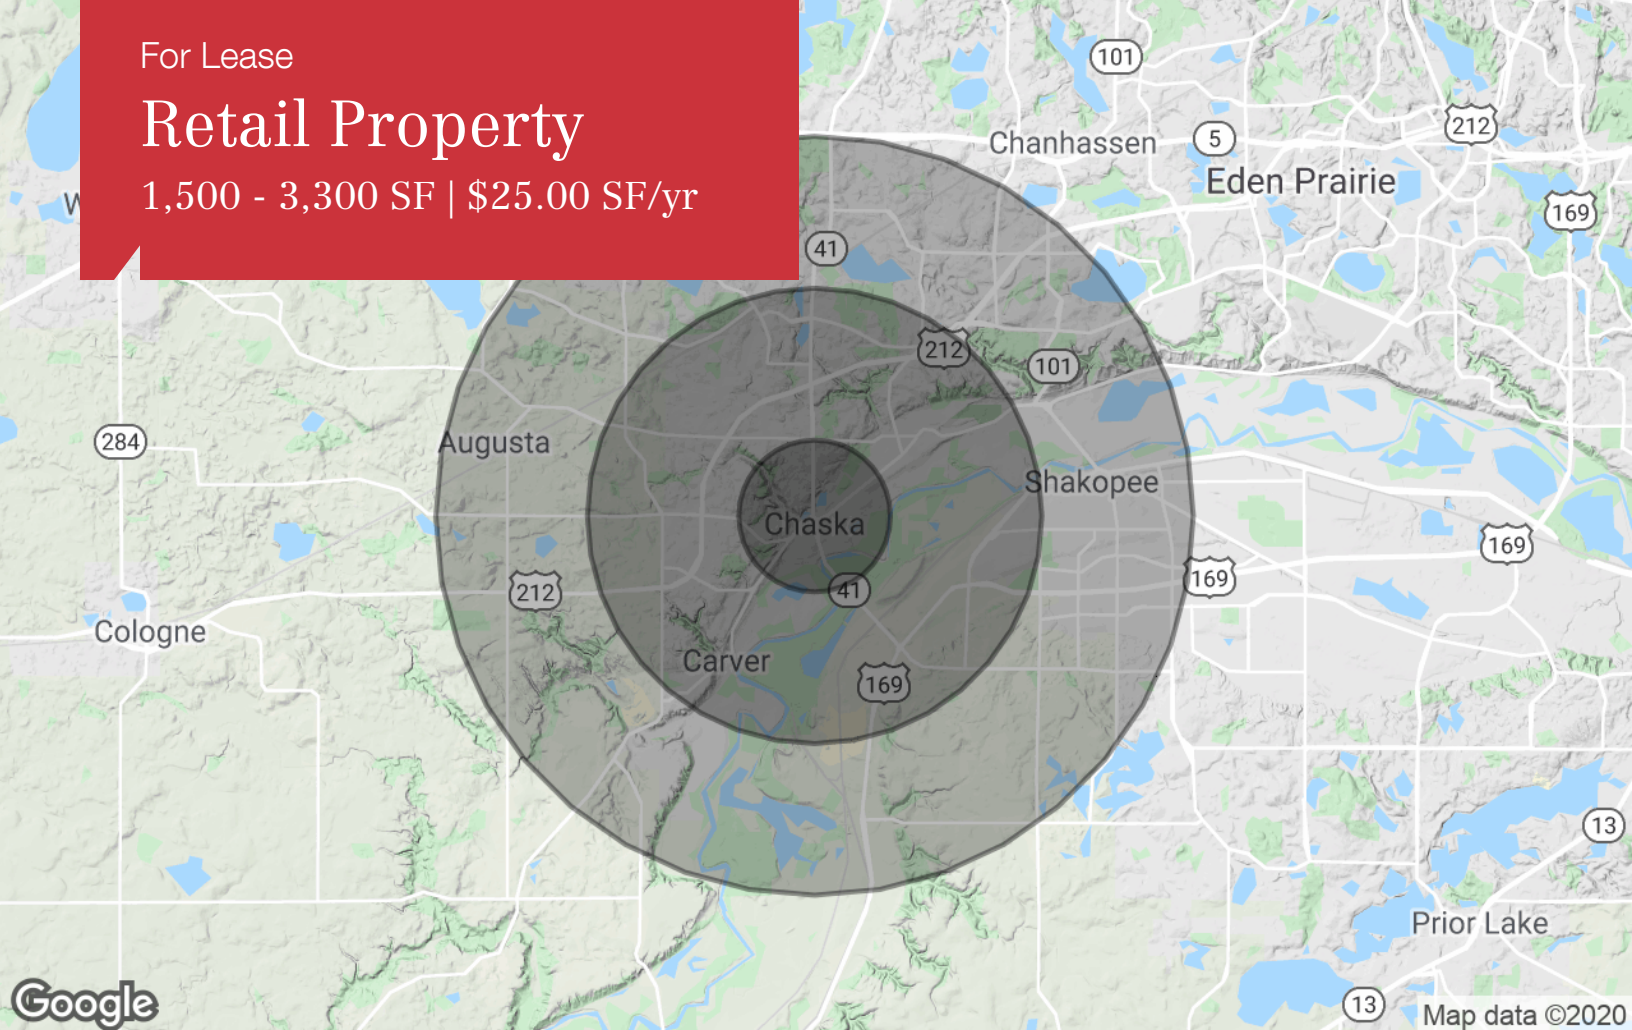 For Lease
Retail Property
1,500 - 3,300 SF | $25.00 SF/yr
101
Chanhassen
5
212
Eden Prairie
169
W
41
212
101
284
Augusta
Shakopee
Chaska
169
212
41
169
Cologne
Carver
169
13
Prior Lake
13
Google
Map data ©2020